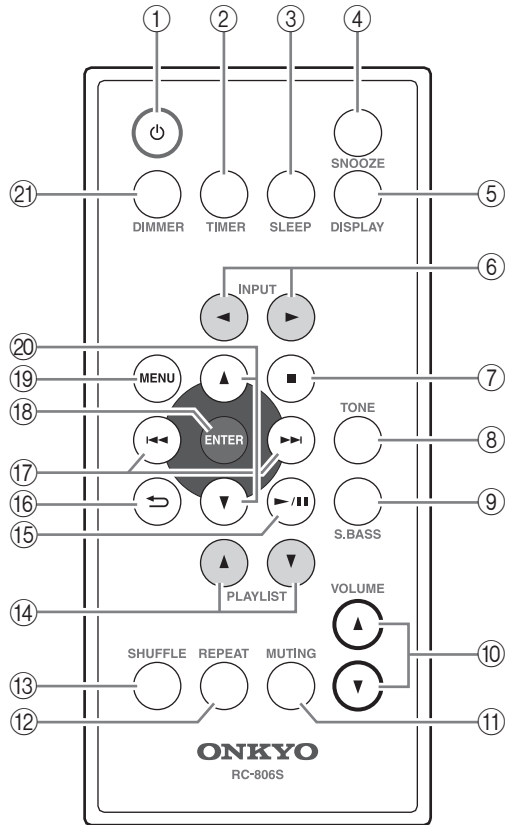 ① ② ③ ④
SNOOZE
㉑ ⑤
DIMMER TIMER SLEEP DISPLAY
⑥
INPUT
⑳
⑲ MENU ⑦
TONE
⑱ ENTER ⑧
⑰
⑯ ⑨
⑮ S.BASS
⑭ PLAYLIST VOLUME
⑩
SHUFFLE REPEAT MUTING
⑬ ⑫ ⑪
ONKYO
RC-806S